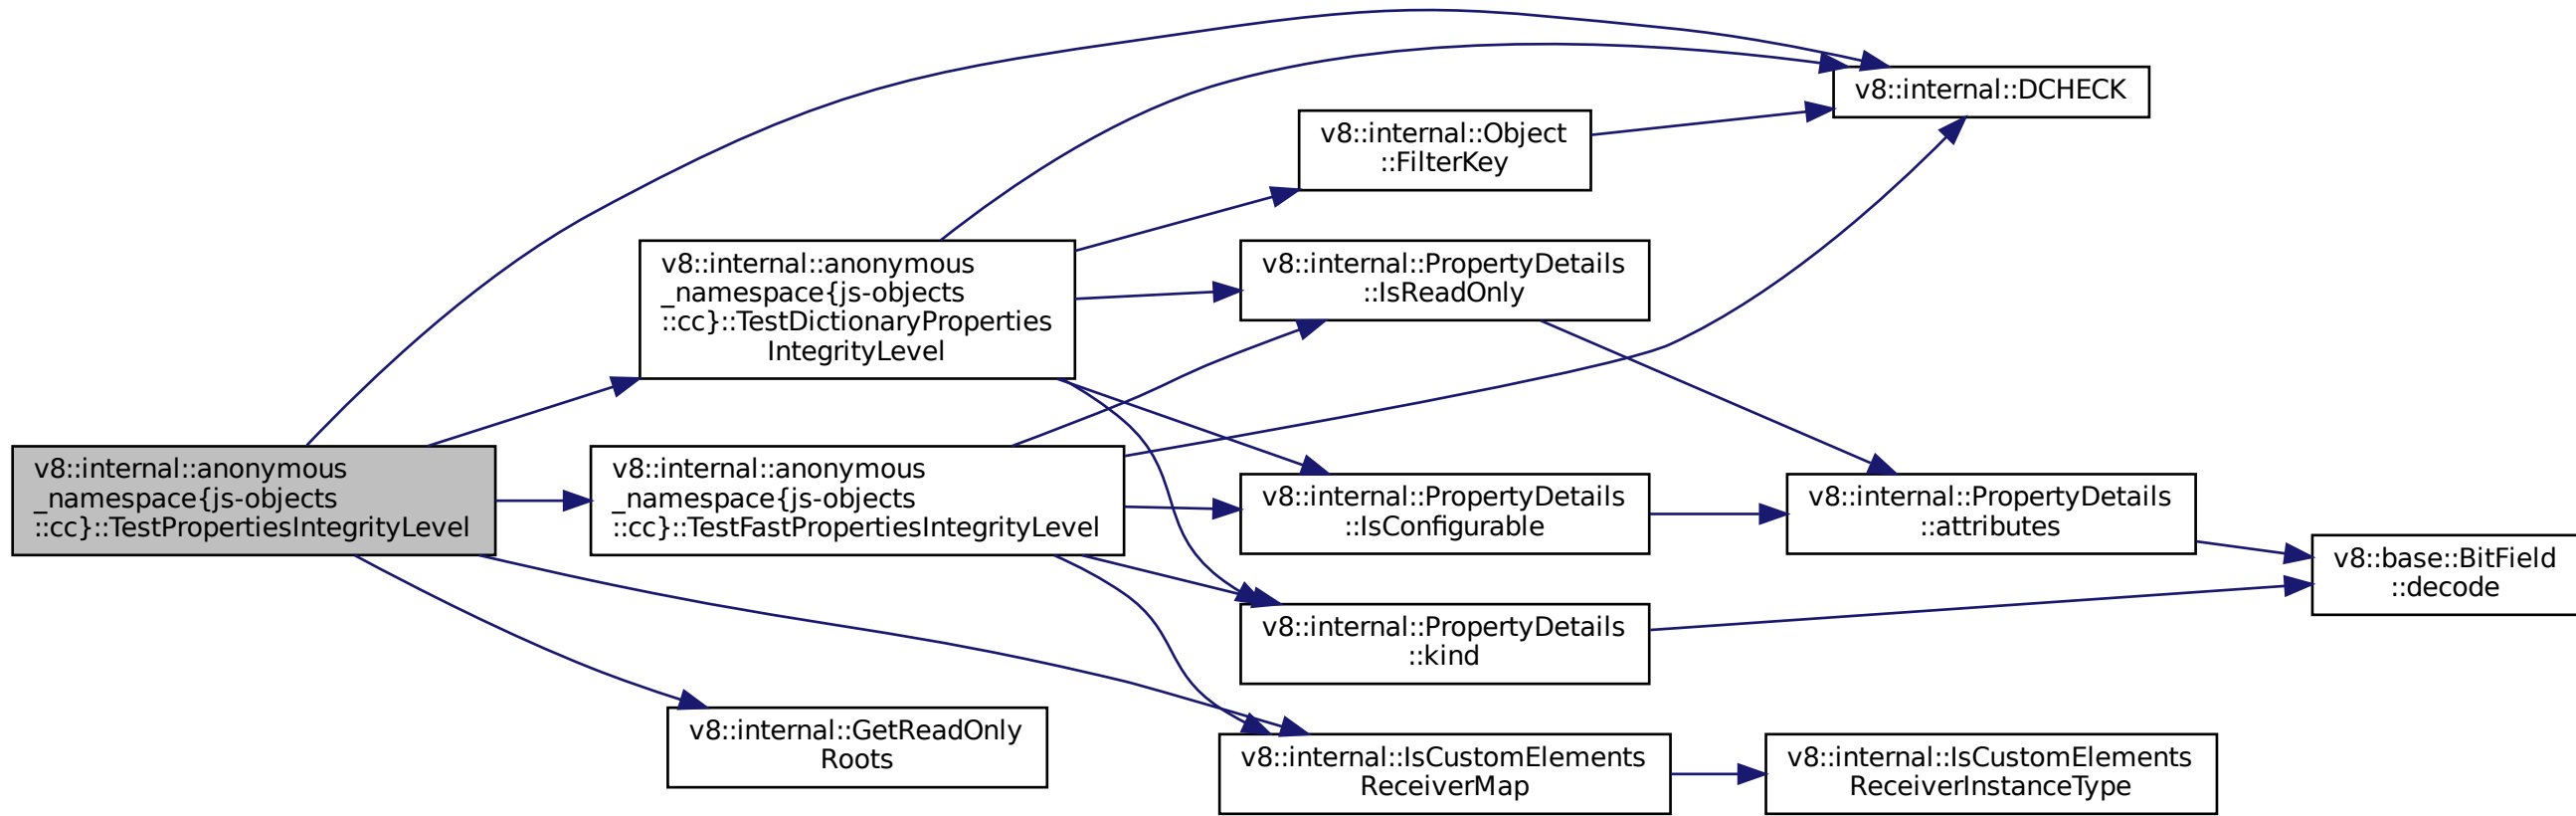 v8::internal::anonymous
_namespace{js-objects
::cc}::TestPropertiesIntegrityLevel
v8::internal::anonymous
_namespace{js-objects
::cc}::TestDictionaryProperties
IntegrityLevel
v8::internal::anonymous
_namespace{js-objects
::cc}::TestFastPropertiesIntegrityLevel
v8::internal::GetReadOnly
Roots
v8::internal::Object
::FilterKey
v8::internal::PropertyDetails
::IsReadOnly
v8::internal::PropertyDetails
::IsConfigurable
v8::internal::PropertyDetails
::kind
v8::internal::IsCustomElements
ReceiverMap
v8::internal::DCHECK
v8::internal::PropertyDetails
::attributes
v8::internal::IsCustomElements
ReceiverInstanceType
v8::base::BitField
::decode